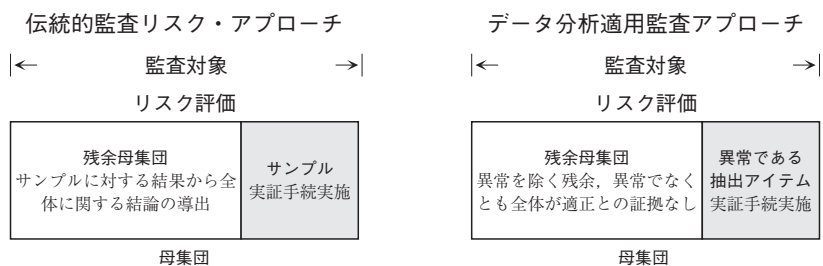 伝統的監査リスク・アプローチ
監査対象
リスク評価
残余母集団
サンプルに対する結果から全
体に関する結論の導出
サンプル
実証手続実施
母集団
データ分析適用監査アプローチ
監査対象
リスク評価
残余母集団
異常を除く残余，異常でなく
とも全体が適正との証拠なし
異常である
抽出アイテム
実証手続実施
母集団